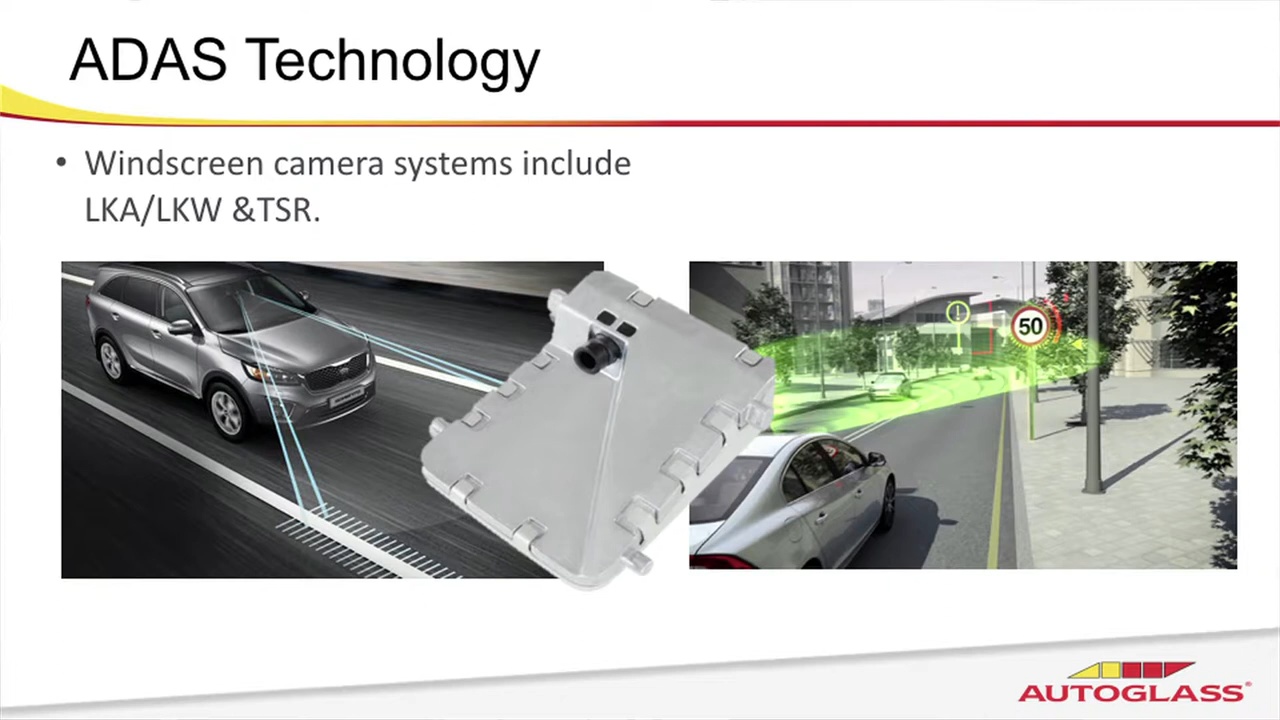 ADAS Technology
• Windscreen camera systems include
LKA/LKW &TSR.
50
AUTOGLASS®